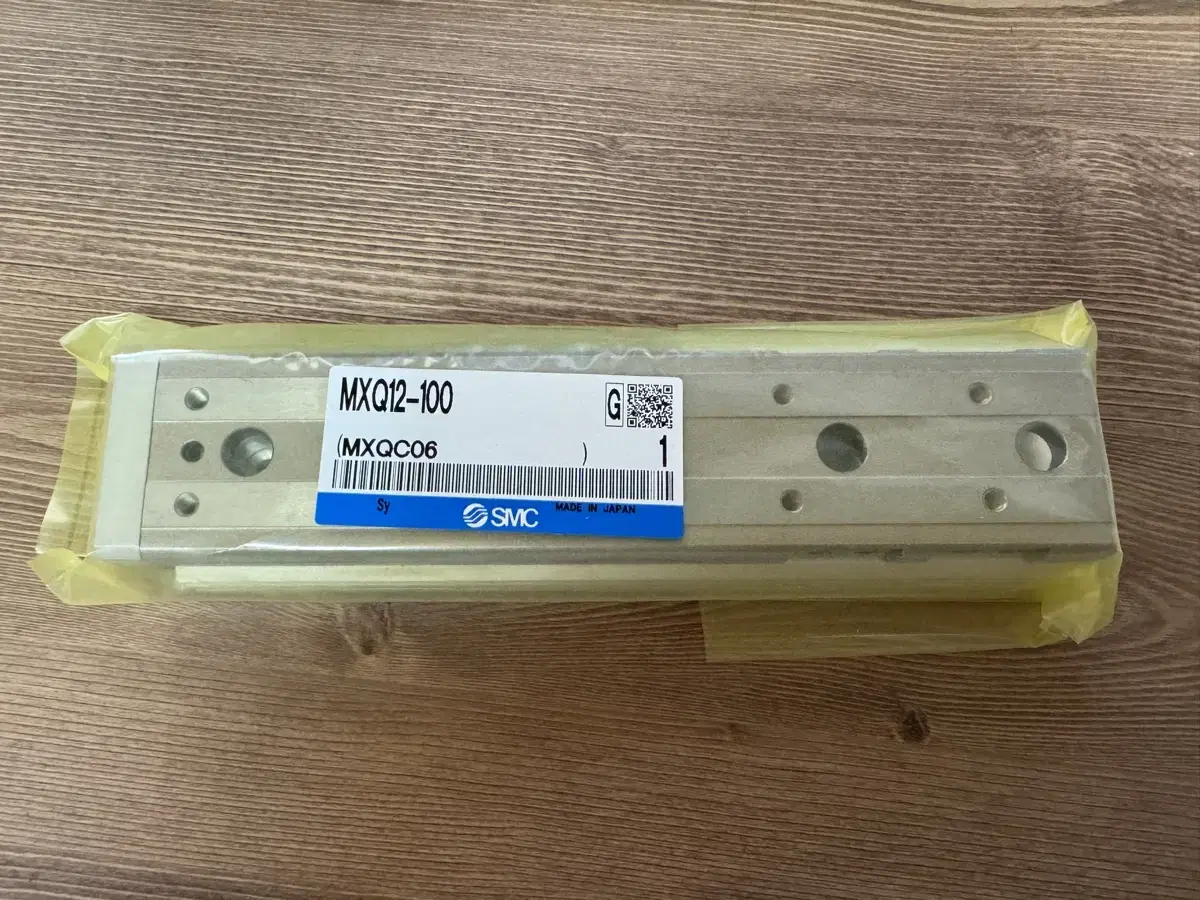 MXQ12-100
G
(MXQC06 ) 1
Sy
SMC
MADE IN JAPAN